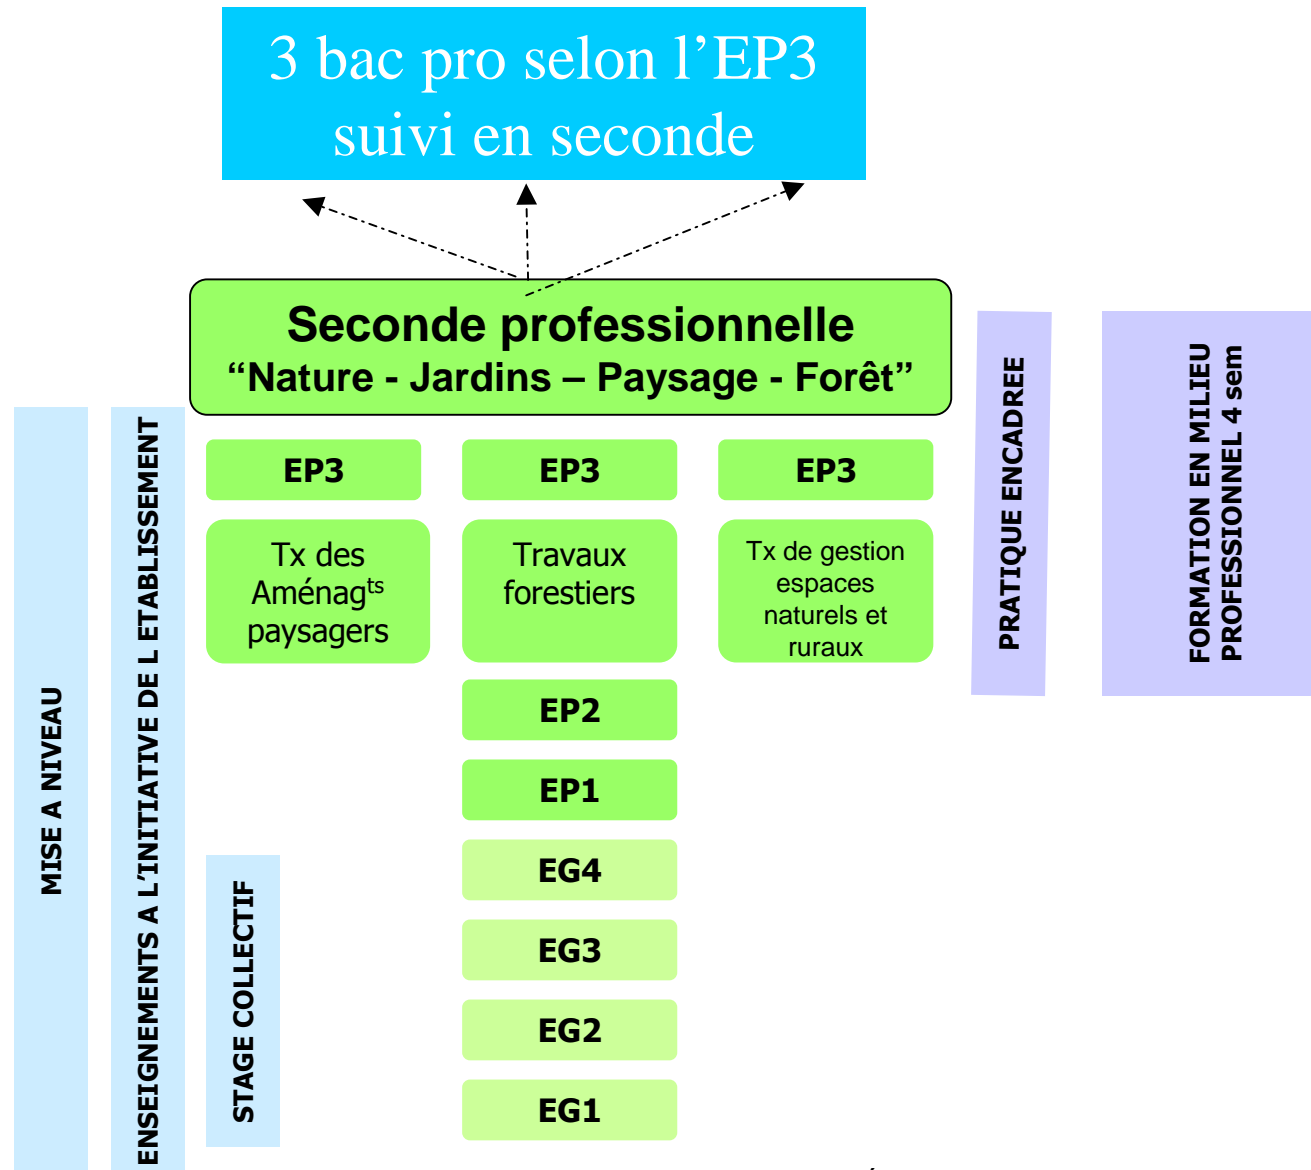 3 bac pro selon l’EP3
suivi en seconde
Seconde professionnelle
“Nature - Jardins – Paysage - Forêt”
EP3
EP3
EP3
Tx des
Aménagts
paysagers
Travaux
forestiers
Tx de gestion
espaces
naturels et
ruraux
EP2
EP1
EG4
EG3
EG2
EG1
MISE A NIVEAU
ENSEIGNEMENTS A L’INITIATIVE DE L ETABLISSEMENT
STAGE COLLECTIF
PRATIQUE ENCADREE
FORMATION EN MILIEU
PROFESSIONNEL 4 sem